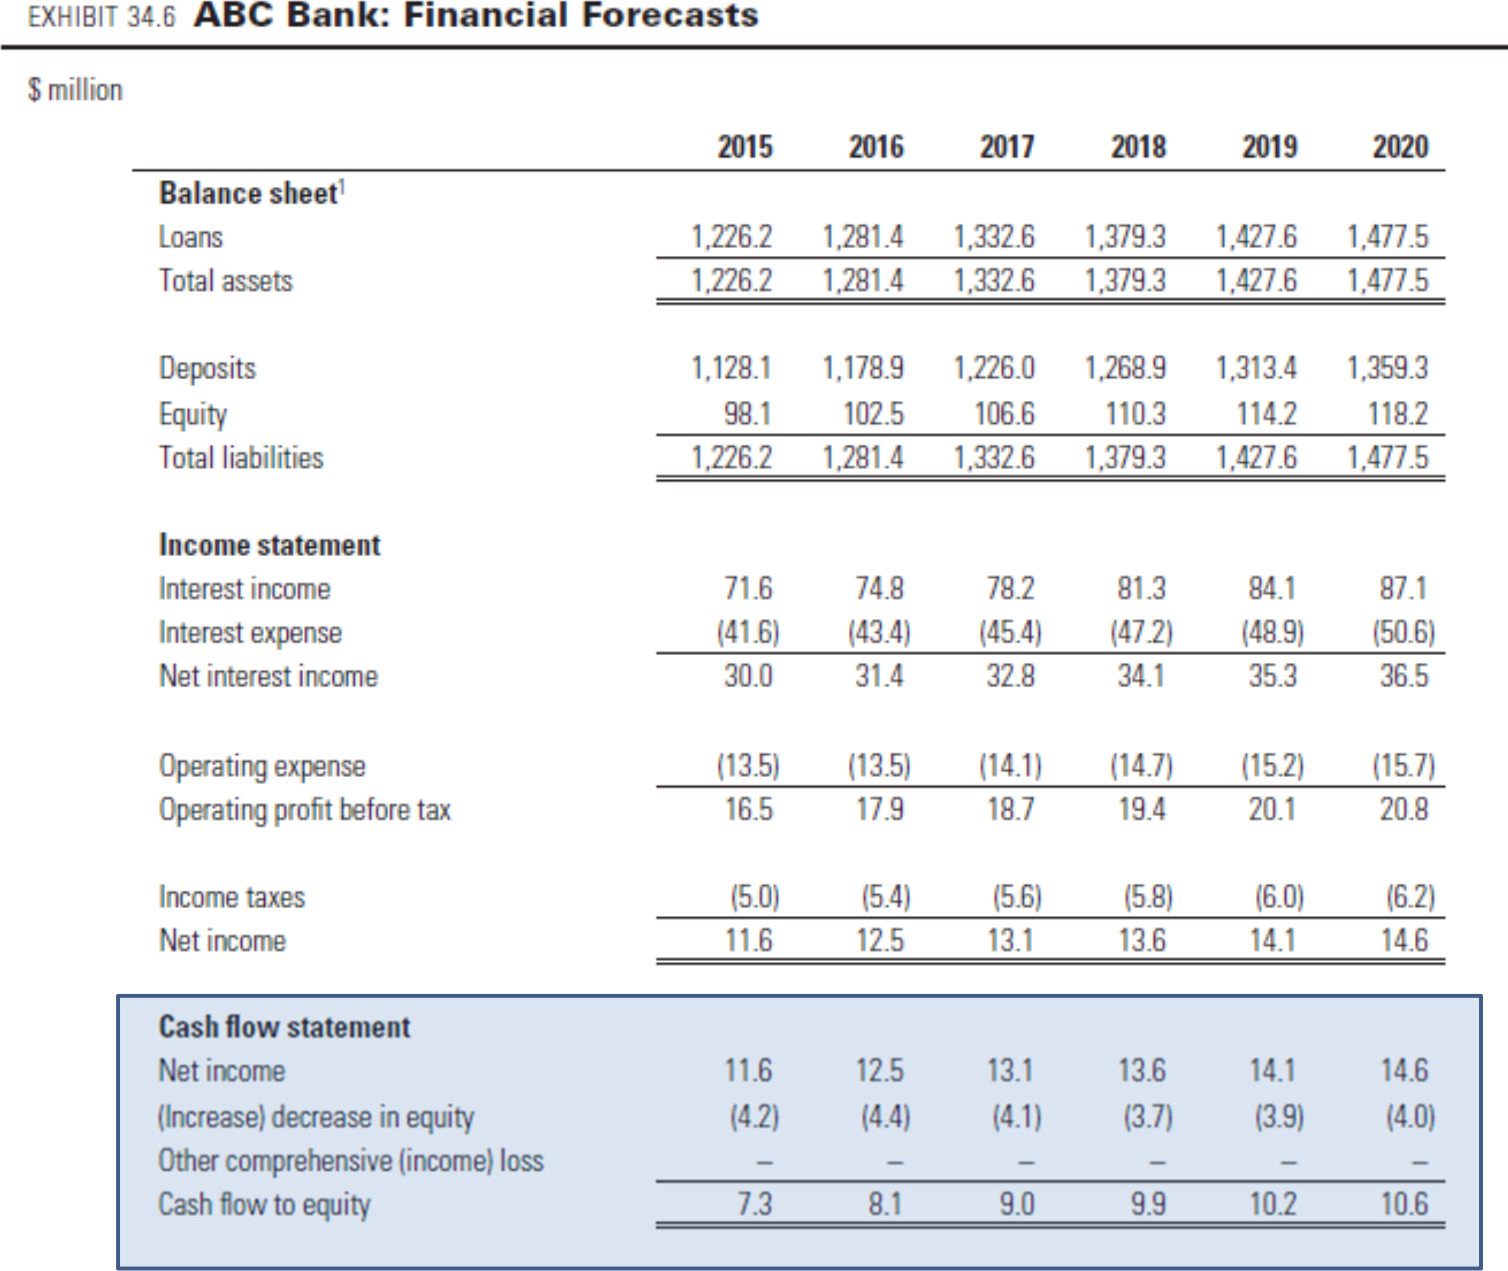 EXHIBIT 34.6 ABC Bank: Financial Forecasts
$ million
2015 2016 2017 2018 2019 2020
Balance sheet¹
Loans 1,226.2 1,281.4 1,332.6 1,379.3 1,427.6 1,477.5
Total assets 1,226.2 1,281.4 1,332.6 1,379.3 1,427.6 1,477.5
Deposits 1,128.1 1,178.9 1,226.0 1,268.9 1,313.4 1,359.3
Equity 98.1 102.5 106.6 110.3 114.2 118.2
Total liabilities 1,226.2 1,281.4 1,332.6 1,379.3 1,427.6 1,477.5
Income statement
Interest income 71.6 74.8 78.2 81.3 84.1 87.1
Interest expense (41.6) (43.4) (45.4) (47.2) (48.9) (50.6)
Net interest income 30.0 31.4 32.8 34.1 35.3 36.5
Operating expense (13.5) (13.5) (14.1) (14.7) (15.2) (15.7)
Operating profit before tax 16.5 17.9 18.7 19.4 20.1 20.8
Income taxes (5.0) (5.4) (5.6) (5.8) (6.0) (6.2)
Net income 11.6 12.5 13.1 13.6 14.1 14.6
Cash flow statement
Net income 11.6 12.5 13.1 13.6 14.1 14.6
(Increase) decrease in equity (4.2) (4.4) (4.1) (3.7) (3.9) (4.0)
Other comprehensive (income) loss – – – – – –
Cash flow to equity 7.3 8.1 9.0 9.9 10.2 10.6